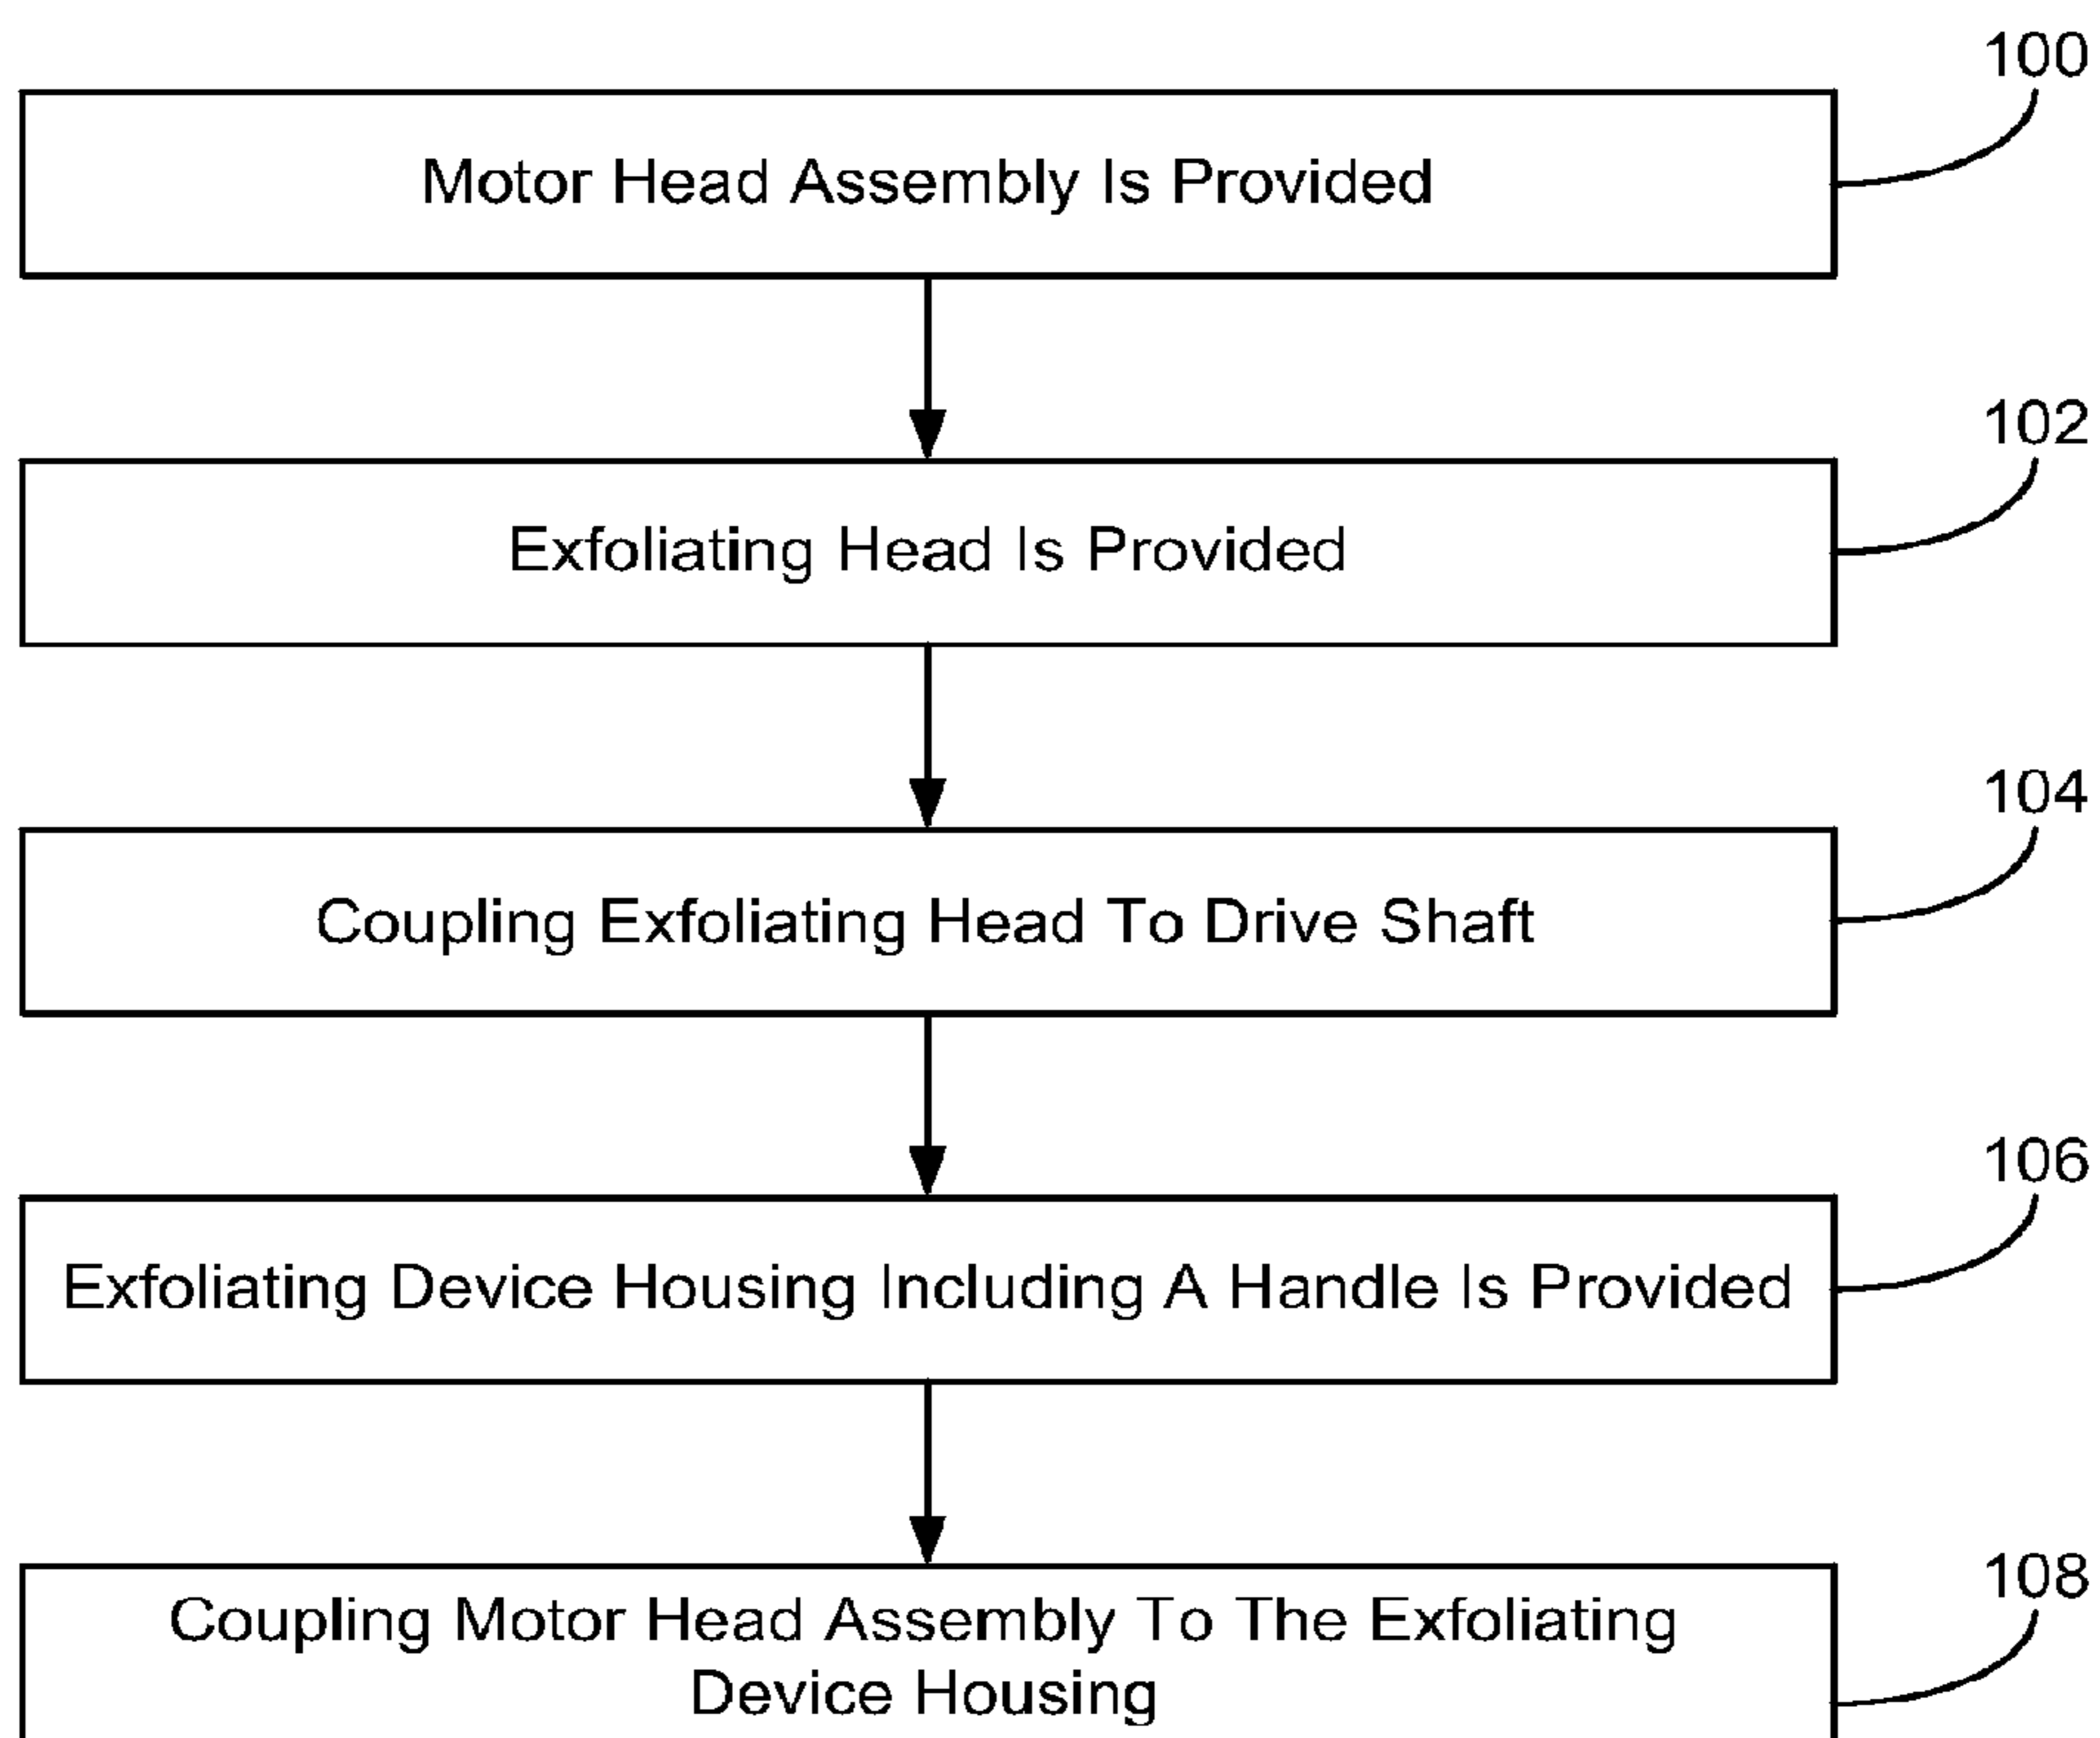 100
Motor Head Assembly Is Provided
102
Exfoliating Head Is Provided
104
Coupling Exfoliating Head To Drive Shaft
106
Exfoliating Device Housing Including A Handle Is Provided
108
Coupling Motor Head Assembly To The Exfoliating
Device Housing